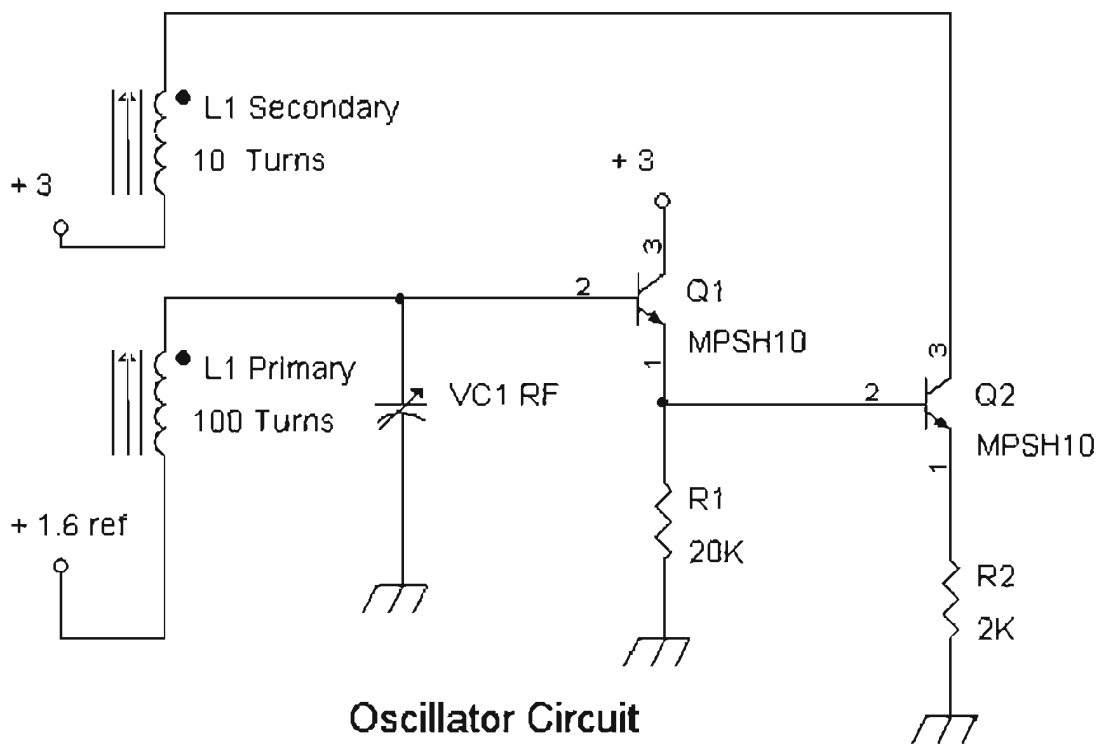 L1 Secondary
10 Turns
+ 3
+ 3
3
2
Q1
MPSH10
1
L1 Primary
100 Turns
VC1 RF
3
2
Q2
MPSH10
1
+ 1.6 ref
R1
20K
R2
2K
Oscillator Circuit